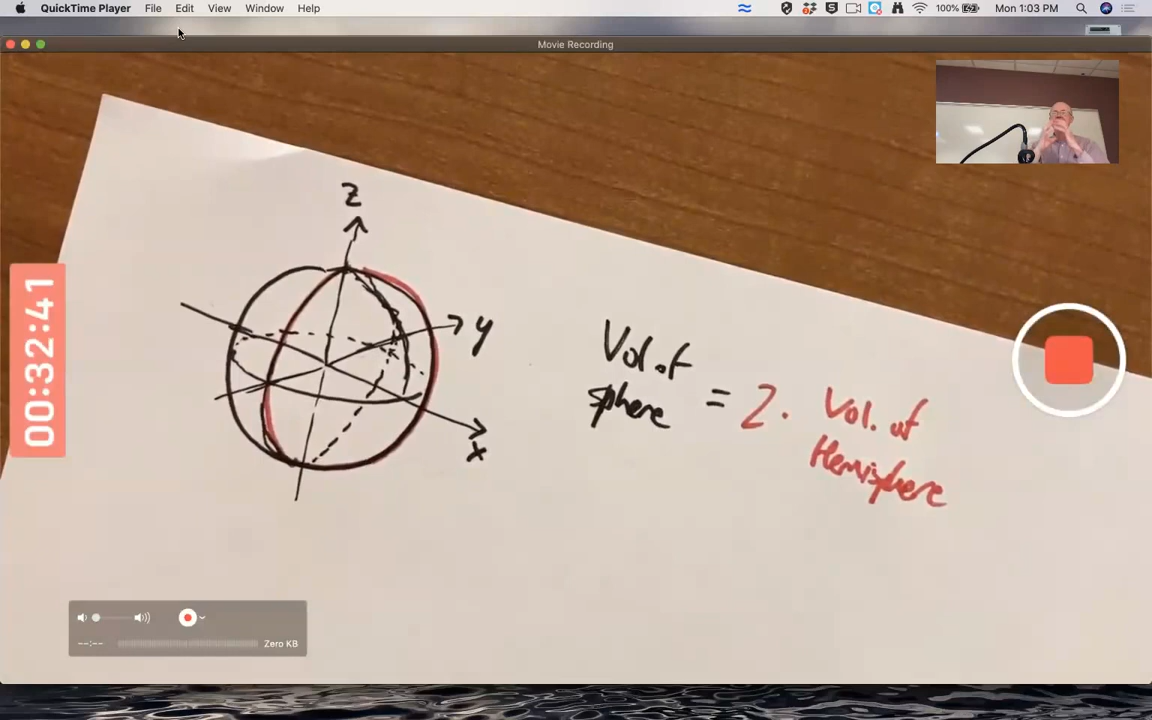 QuickTime Player File Edit View Window Help
100% Mon 1:03 PM
Movie Recording
z
y
x
Vol. of
sphere = 2. Vol. of
Hemisphere
00:32:41
--:-- Zero KB